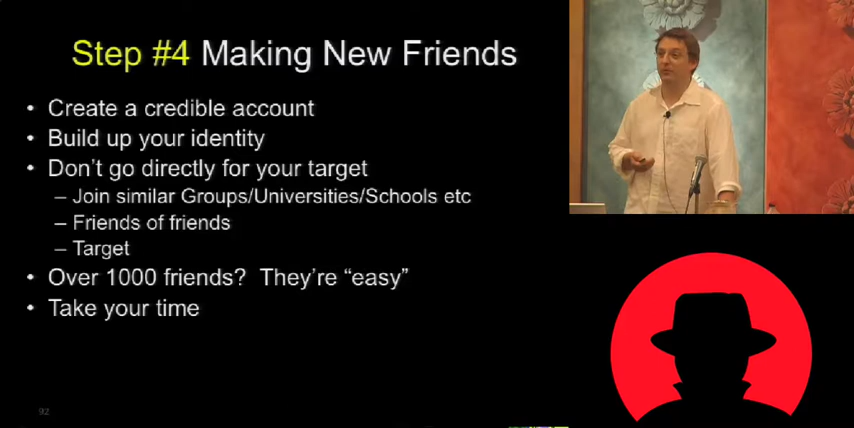 Step #4 Making New Friends
• Create a credible account
• Build up your identity
• Don't go directly for your target
– Join similar Groups/Universities/Schools etc
– Friends of friends
– Target
• Over 1000 friends? They're “easy”
• Take your time
92